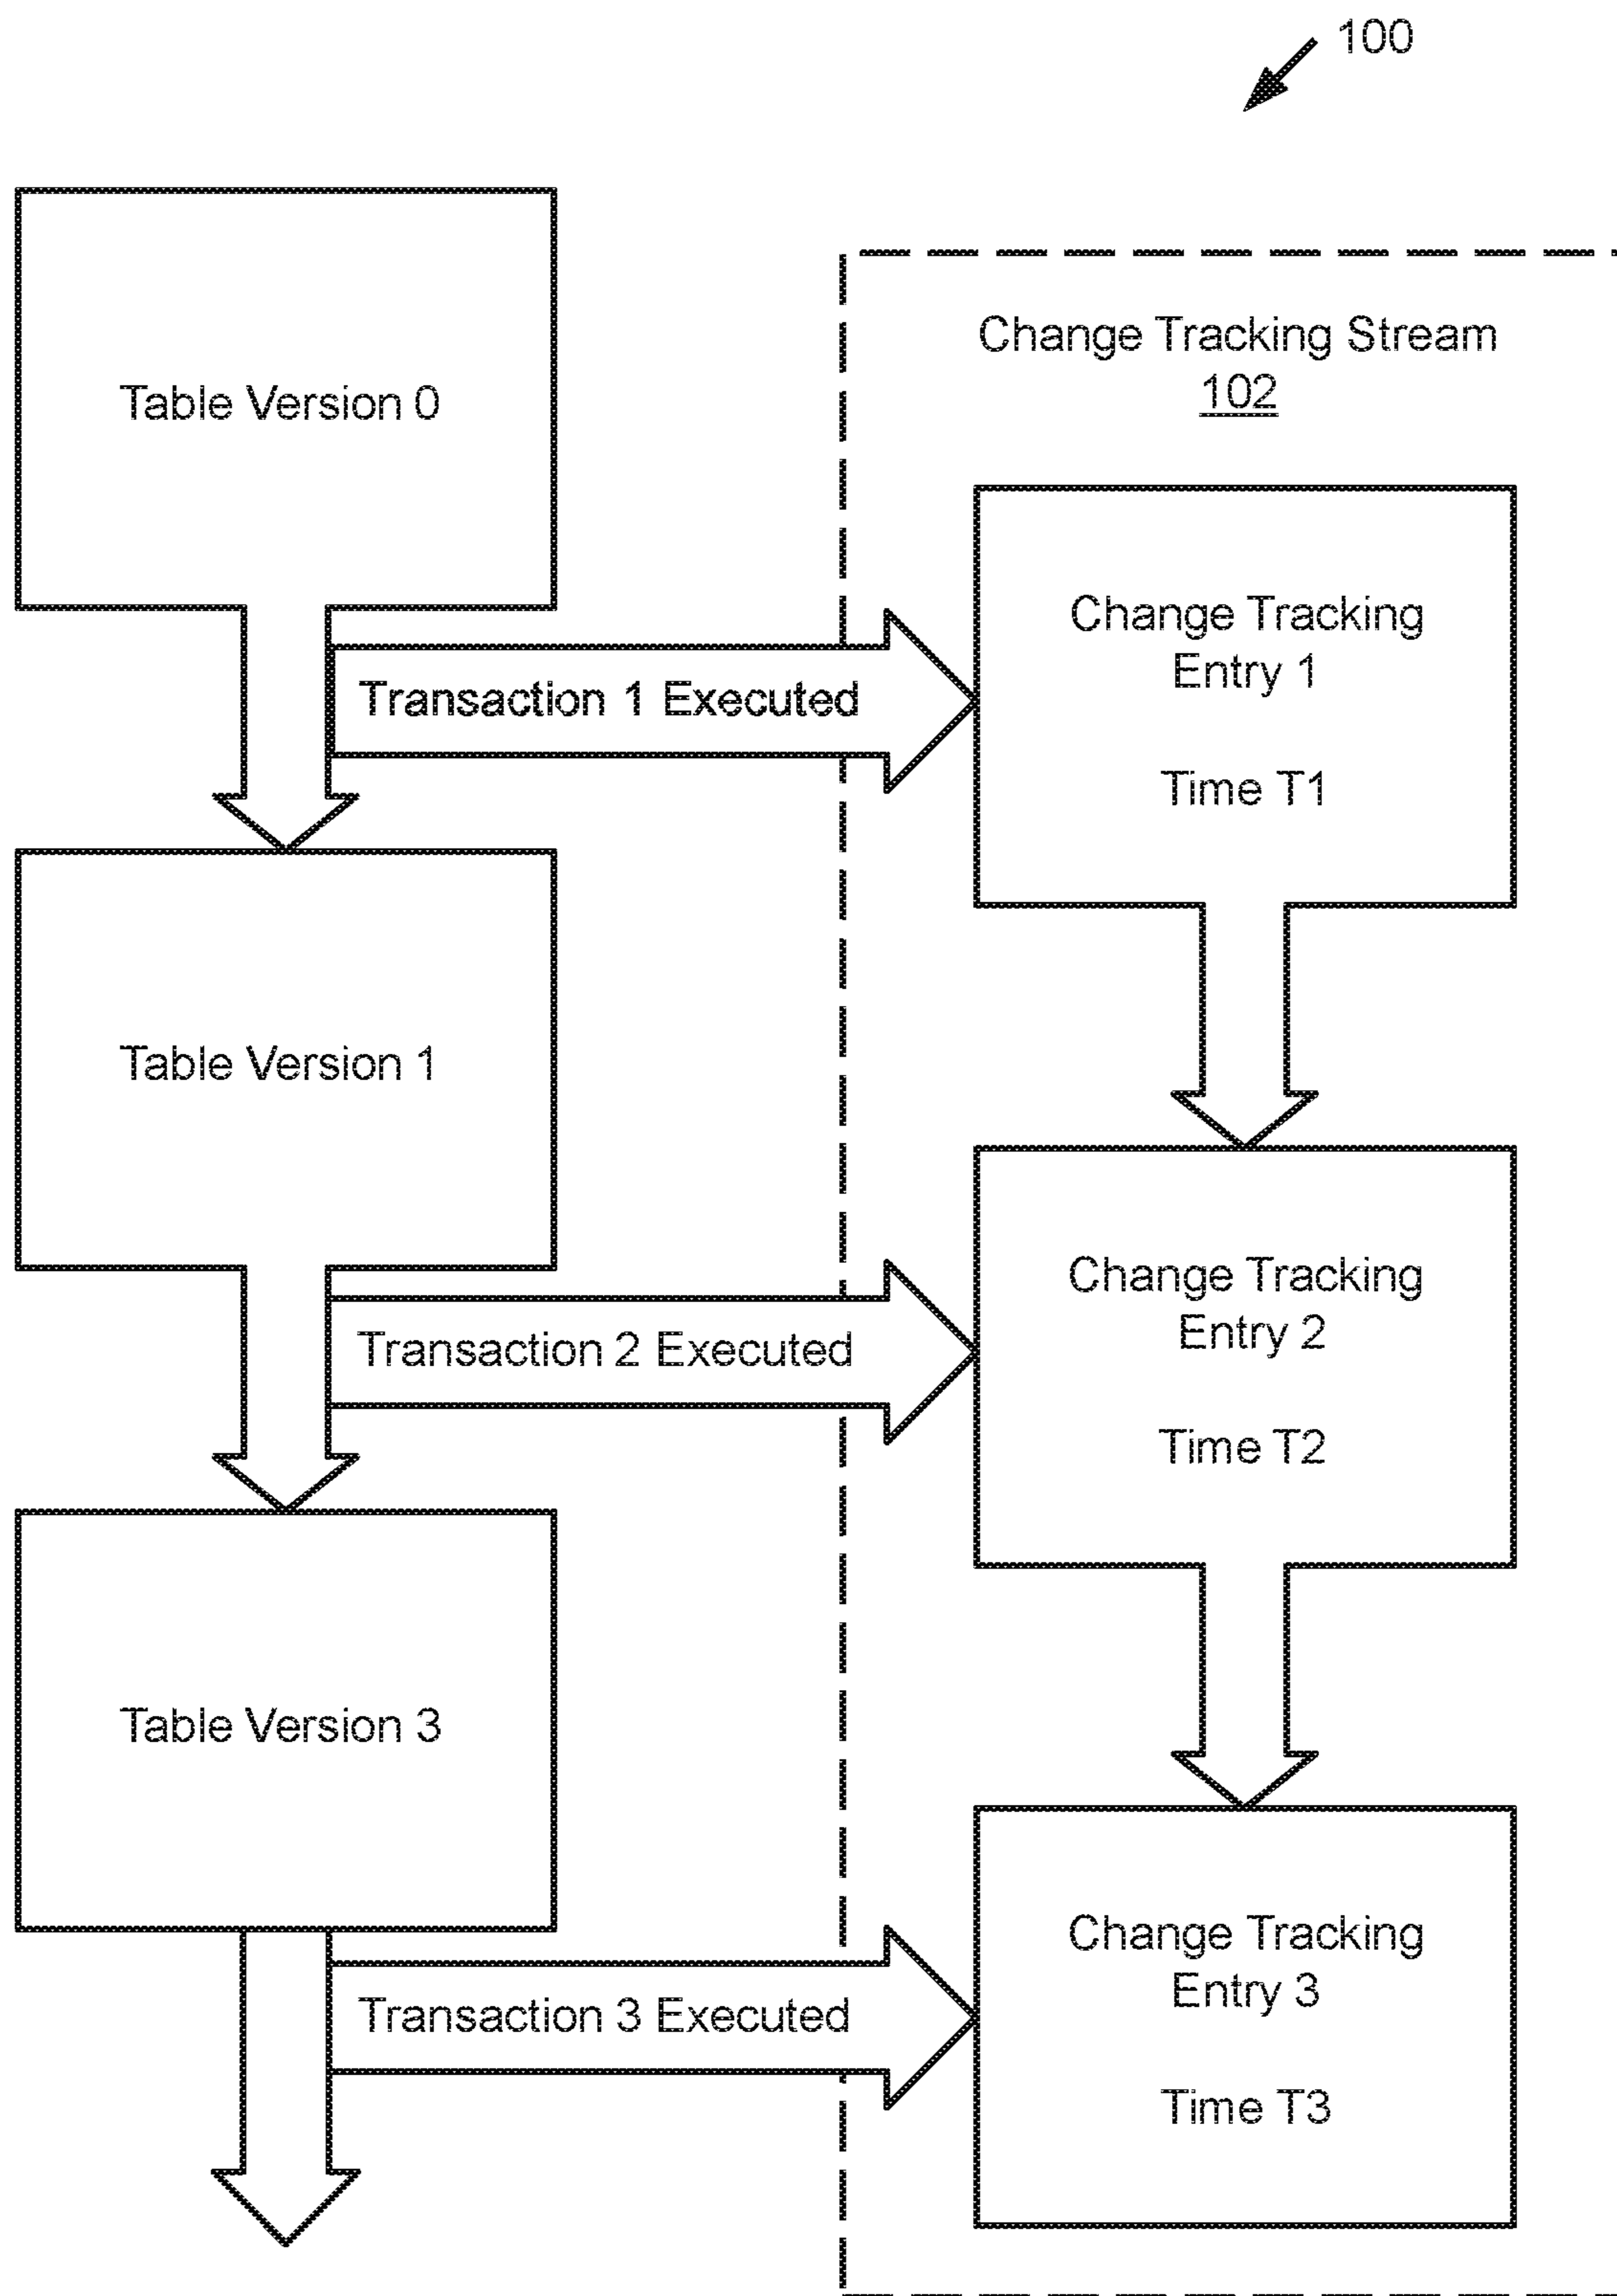 100
Table Version 0
Change Tracking Stream
102
Transaction 1 Executed
Change Tracking
Entry 1
Time T1
Table Version 1
Transaction 2 Executed
Change Tracking
Entry 2
Time T2
Table Version 3
Transaction 3 Executed
Change Tracking
Entry 3
Time T3